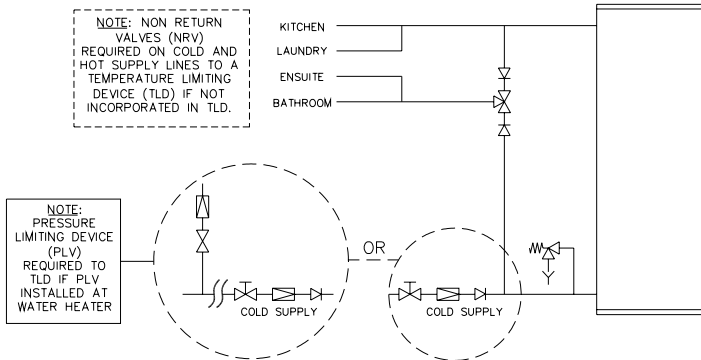 NOTE: NON RETURN
VALVES (NRV)
REQUIRED ON COLD AND
HOT SUPPLY LINES TO A
TEMPERATURE LIMITING
DEVICE (TLD) IF NOT
INCORPORATED IN TLD.
KITCHEN
LAUNDRY
ENSUITE
BATHROOM
NOTE:
PRESSURE
LIMITING DEVICE
(PLV)
REQUIRED TO
TLD IF PLV
INSTALLED AT
WATER HEATER
OR
COLD SUPPLY
COLD SUPPLY